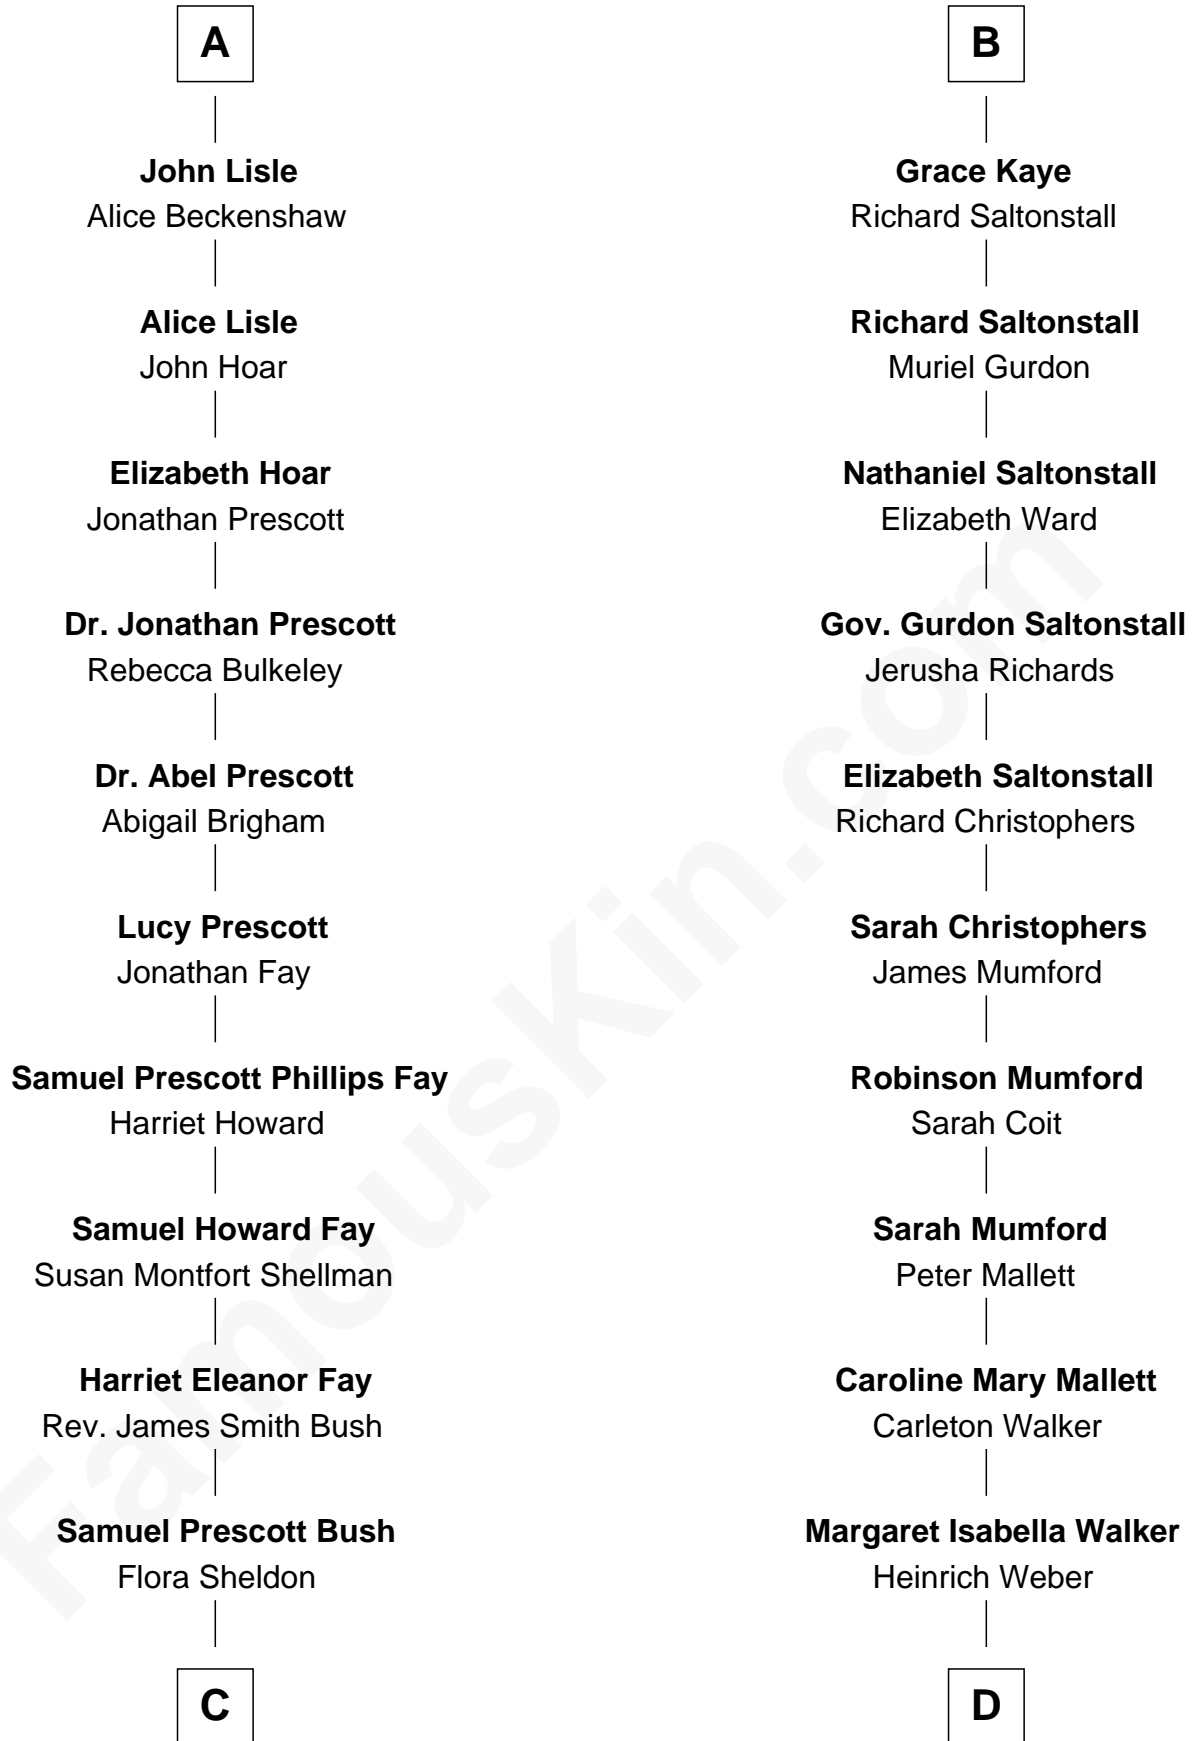 A
John Lisle
Alice Beckenshaw
Alice Lisle
John Hoar
Elizabeth Hoar
Jonathan Prescott
Dr. Jonathan Prescott
Rebecca Bulkeley
Dr. Abel Prescott
Abigail Brigham
Lucy Prescott
Jonathan Fay
Samuel Prescott Phillips Fay
Harriet Howard
Samuel Howard Fay
Susan Montfort Shellman
Harriet Eleanor Fay
Rev. James Smith Bush
Samuel Prescott Bush
Flora Sheldon
C
B
Grace Kaye
Richard Saltonstall
Richard Saltonstall
Muriel Gurdon
Nathaniel Saltonstall
Elizabeth Ward
Gov. Gurdon Saltonstall
Jerusha Richards
Elizabeth Saltonstall
Richard Christophers
Sarah Christophers
James Mumford
Robinson Mumford
Sarah Coit
Sarah Mumford
Peter Mallett
Caroline Mary Mallett
Carleton Walker
Margaret Isabella Walker
Heinrich Weber
D
FamousKin.com